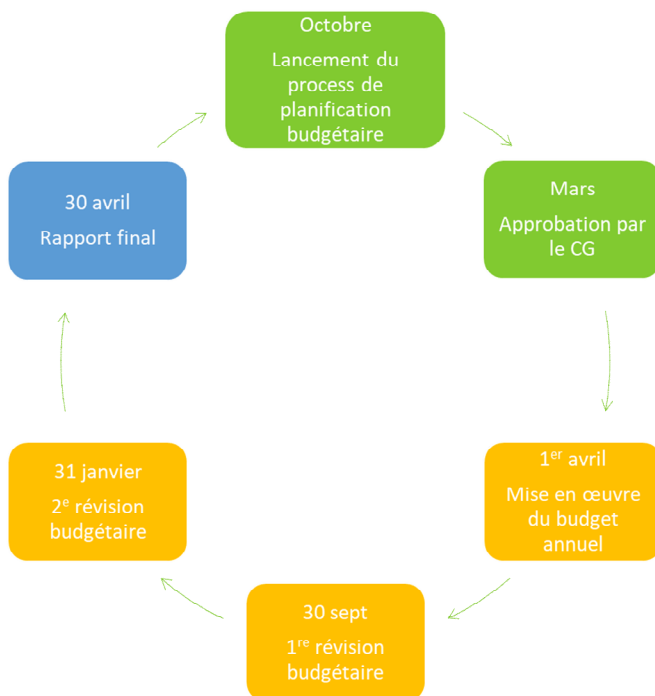 Octobre
Lancement du
process de
planification
budgétaire
Mars
Approbation par
le CG
1er avril
Mise en œuvre
du budget
annuel
30 sept
1re révision
budgétaire
31 janvier
2e révision
budgétaire
30 avril
Rapport final